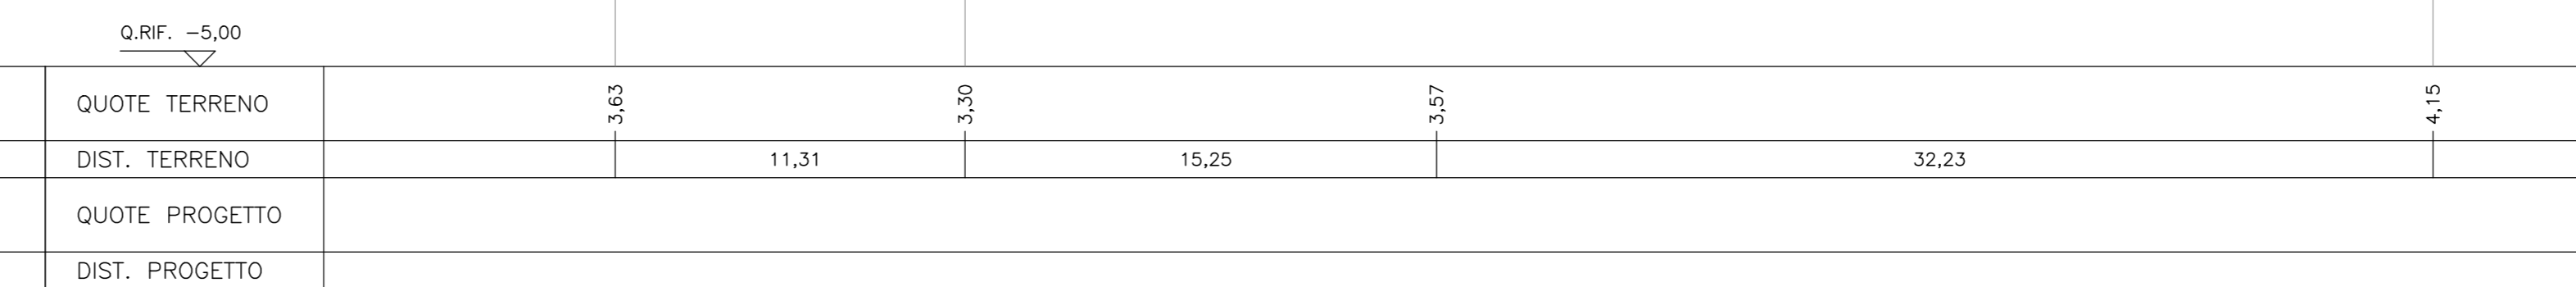 Q.RIF. −5,00
QUOTE TERRENO
3,63
3,30
3,57
4,15
DIST. TERRENO
11,31
15,25
32,23
QUOTE PROGETTO
DIST. PROGETTO